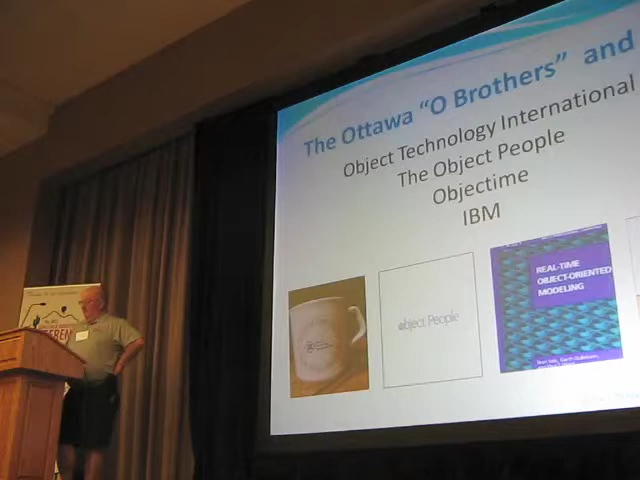 The Ottawa "O Brothers" and
Object Technology International
The Object People
Objectime
IBM
object People
REAL-TIME
OBJECT-ORIENTED
MODELING